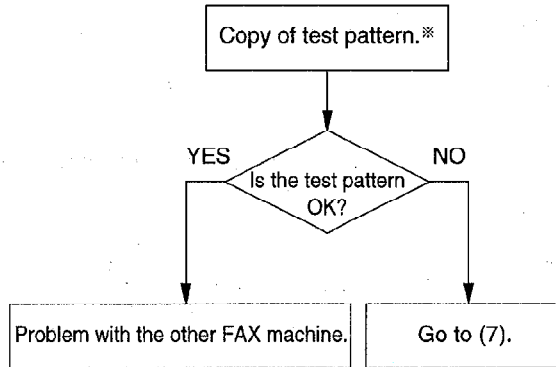 Copy of test pattern.※
YES
NO
Is the test pattern
OK?
Problem with the other FAX machine.
Go to (7).